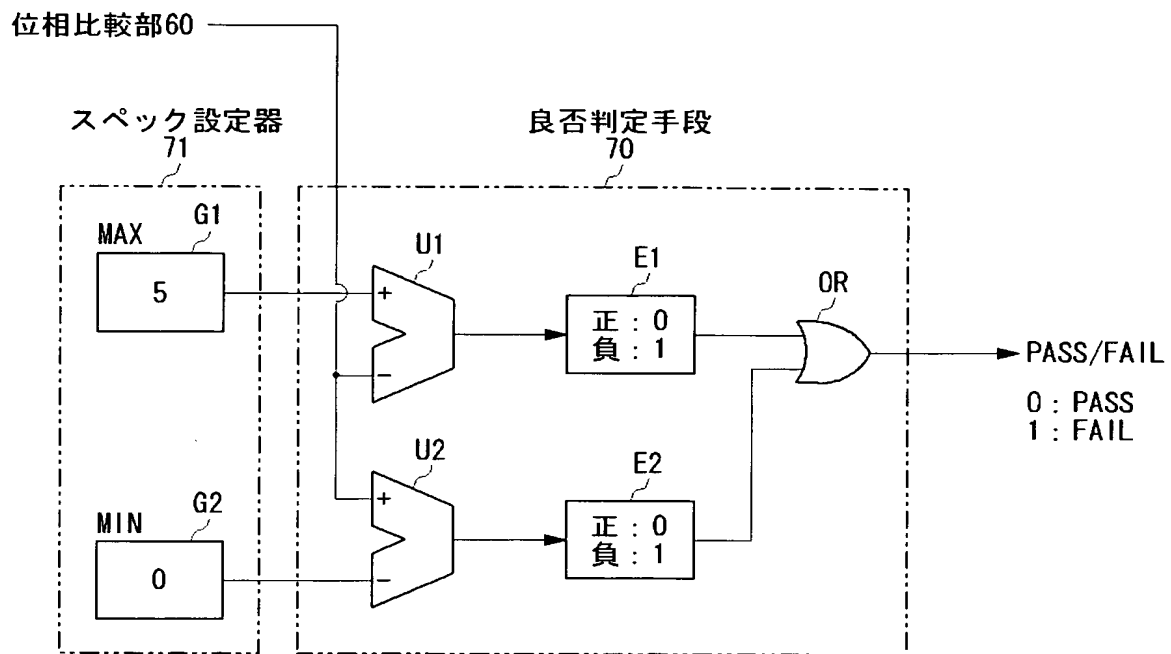 位相比較部60
スペック設定器
71
良否判定手段
70
MAX
G1
5
U1
+
-
E1
正:0
負:1
OR
PASS/FAIL
0:PASS
1:FAIL
MIN
G2
0
U2
+
-
E2
正:0
負:1